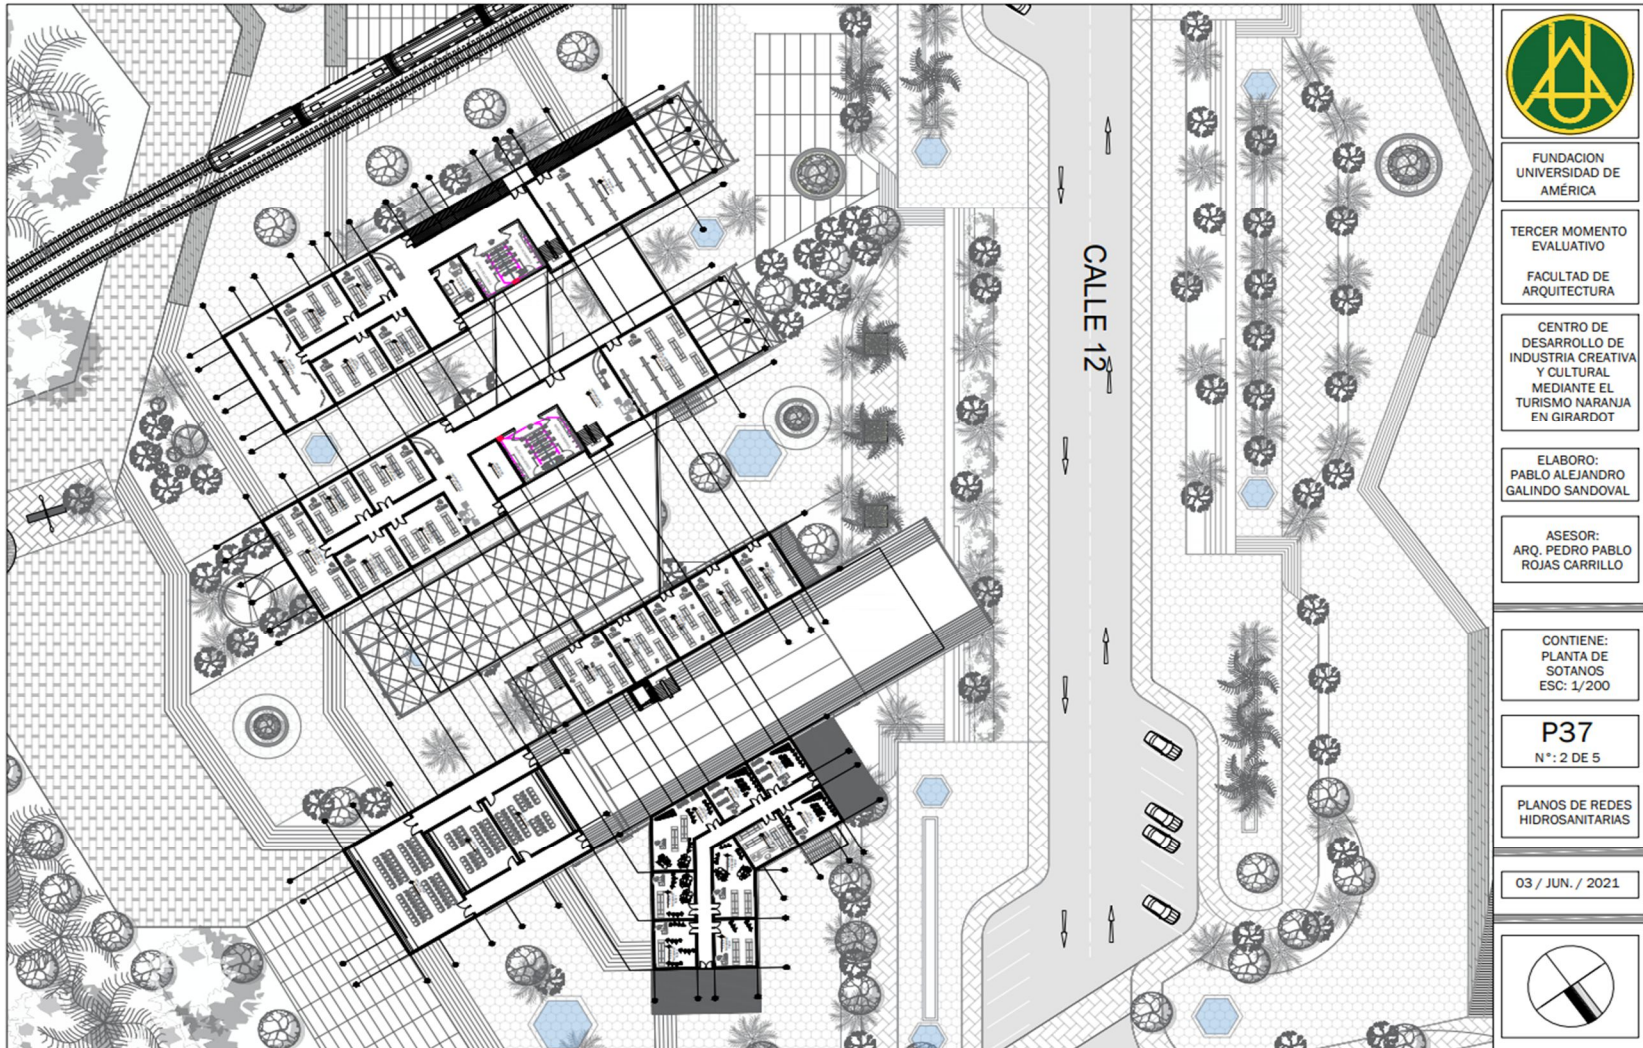 CALLE 12
FUNDACION
UNIVERSIDAD DE
AMÉRICA
TERCER MOMENTO
EVALUATIVO
FACULTAD DE
ARQUITECTURA
CENTRO DE
DESARROLLO DE
INDUSTRIA CREATIVA
Y CULTURAL
MEDIANTE EL
TURISMO NARANJA
EN GIRARDOT
ELABORO:
PABLO ALEJANDRO
GALINDO SANDOVAL
ASESOR:
ARQ. PEDRO PABLO
ROJAS CARRILLO
CONTIENE:
PLANTA DE
SOTANOS
ESC: 1/200
P37
N°: 2 DE 5
PLANOS DE REDES
HIDROSANITARIAS
03 / JUN. / 2021